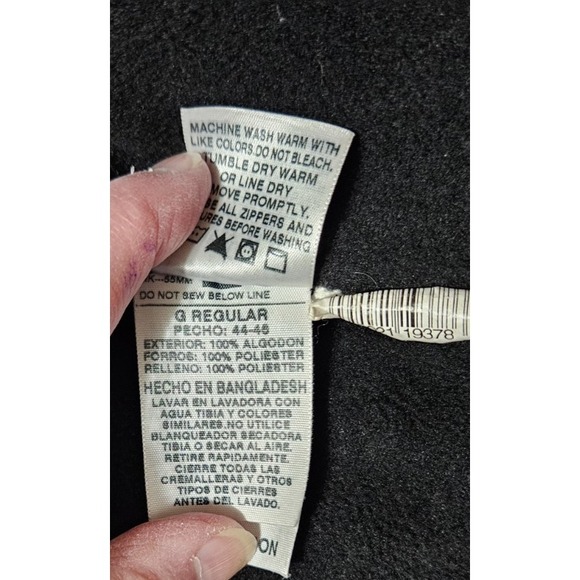 MACHINE WASH WARM WITH
LIKE COLORS. DO NOT BLEACH.
TUMBLE DRY WARM
OR LINE DRY
MOVE PROMPTLY.
ALL ZIPPERS AND
BEFORE WASHING
55MM
DO NOT SEW BELOW LINE
G REGULAR
PECHO: 44-46
EXTERIOR: 100% ALGODON
FORROS: 100% POLIESTER
RELLENO: 100% POLIESTER
HECHO EN BANGLADESH
LAVAR EN LAVADORA CON
AGUA TIBIA Y COLORES
SIMILARES. NO UTILICE
BLANQUEADOR SECADORA
TIBIA O SECAR AL AIRE.
RETIRE RAPIDAMENTE.
CIERRE TODAS LAS
CREMALLERAS Y OTROS
TIPOS DE CIERRES
ANTES DEL LAVADO.
ON
21 19378